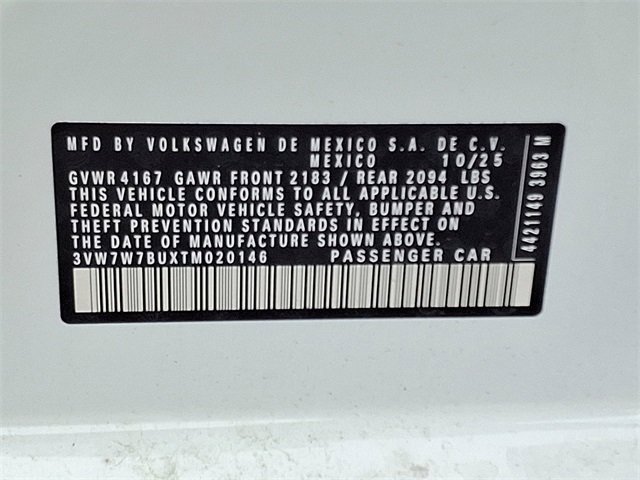 MFD BY VOLKSWAGEN DE MEXICO S.A. DE C.V.
MEXICO 10/25
GVWR 4167 GAWR FRONT 2183 / REAR 2094 LBS
THIS VEHICLE CONFORMS TO ALL APPLICABLE U.S.
FEDERAL MOTOR VEHICLE SAFETY, BUMPER AND
THEFT PREVENTION STANDARDS IN EFFECT ON
THE DATE OF MANUFACTURE SHOWN ABOVE.
3VW7W7BUXTM020146 PASSENGER CAR
4421149 3963 M